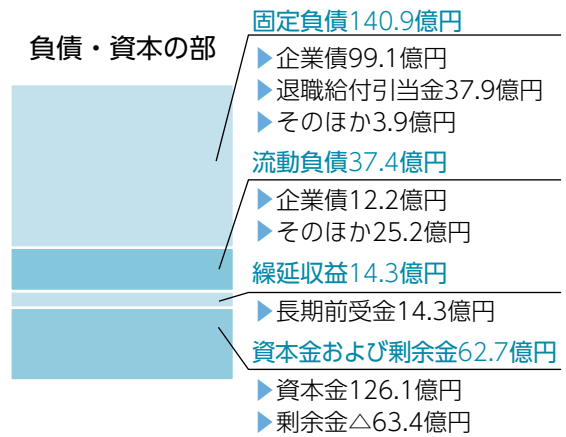 負債・資本の部
固定負債140.9億円
▶企業債99.1億円
▶退職給付引当金37.9億円
▶そのほか3.9億円
流動負債37.4億円
▶企業債12.2億円
▶そのほか25.2億円
繰延収益14.3億円
▶長期前受金14.3億円
資本金および剰余金62.7億円
▶資本金126.1億円
▶剰余金△63.4億円